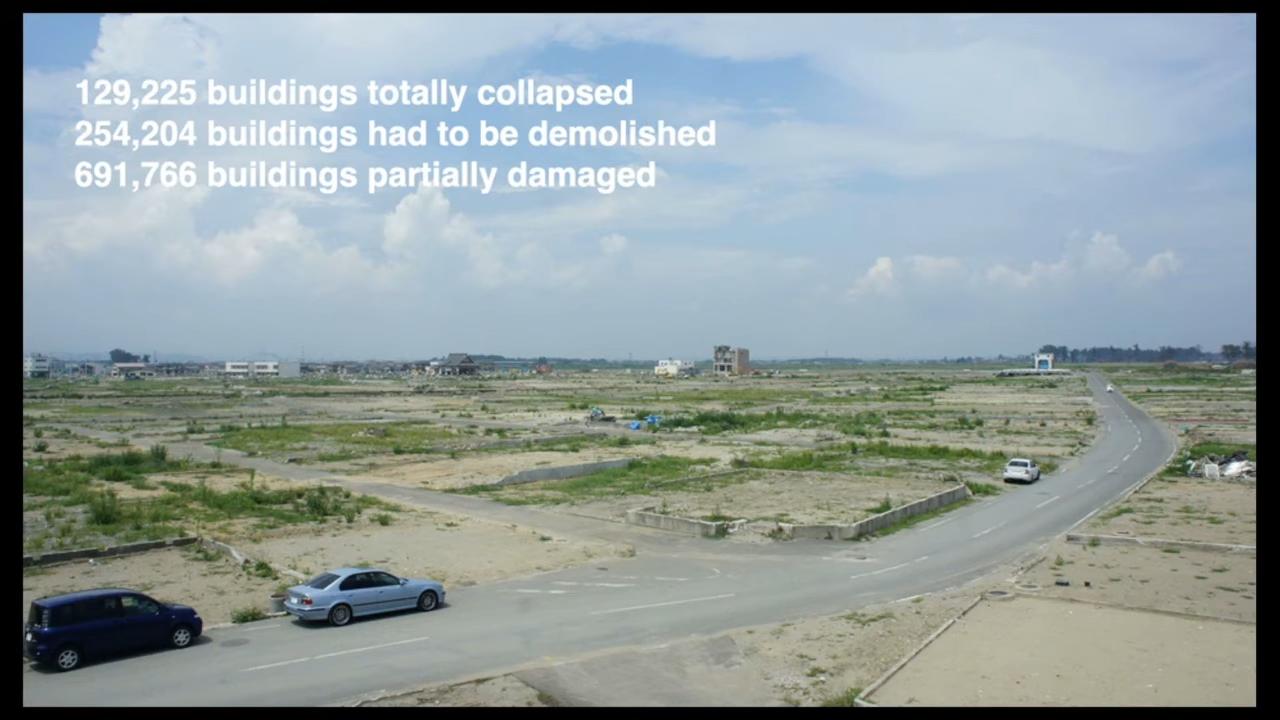 129,225 buildings totally collapsed
254,204 buildings had to be demolished
691,766 buildings partially damaged